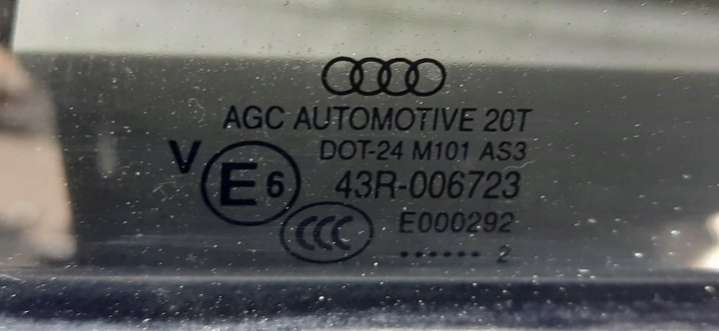 AGC AUTOMOTIVE 20T
DOT-24 M101 AS3
V E6 43R-006723
CCC E000292
...... 2